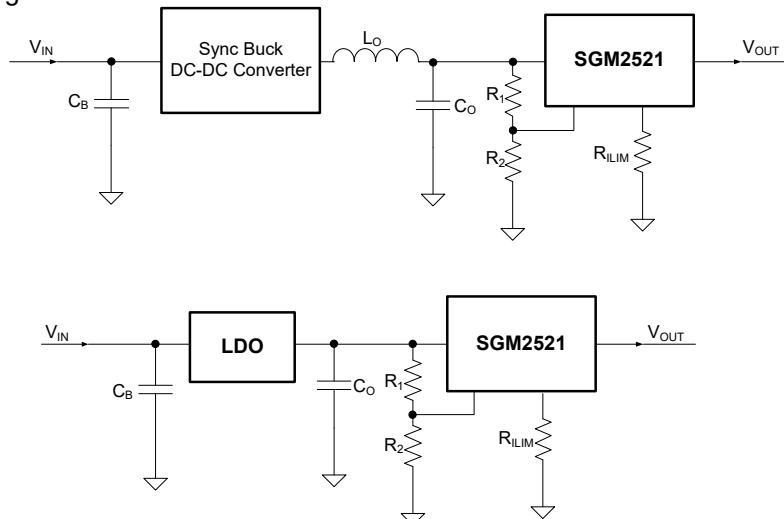 g
V_IN
Sync Buck
DC-DC Converter
L_O
SGM2521
V_OUT
C_B
C_O
R_1
R_2
R_ILIM
V_IN
LDO
SGM2521
V_OUT
C_B
C_O
R_1
R_2
R_ILIM